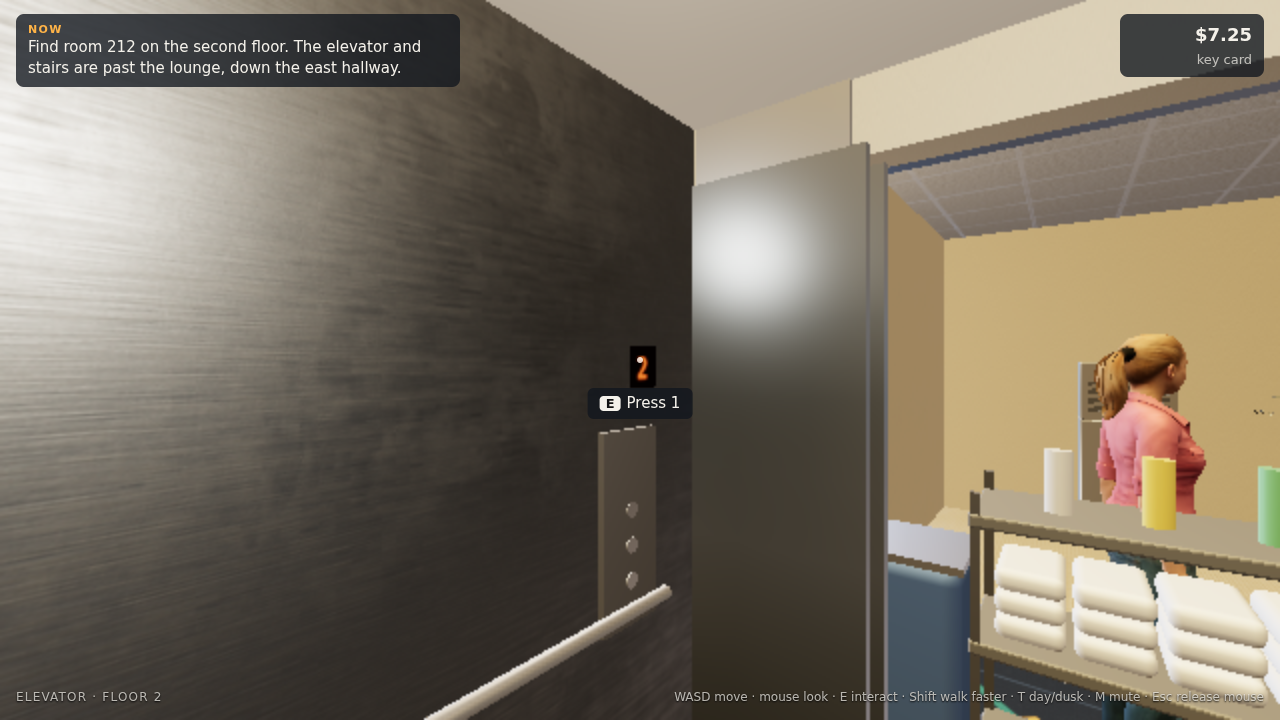 NOW
Find room 212 on the second floor. The elevator and
stairs are past the lounge, down the east hallway.
$7.25
key card
2
E Press 1
ELEVATOR · FLOOR 2
WASD move · mouse look · E interact · Shift walk faster · T day/dusk · M mute · Esc release mouse